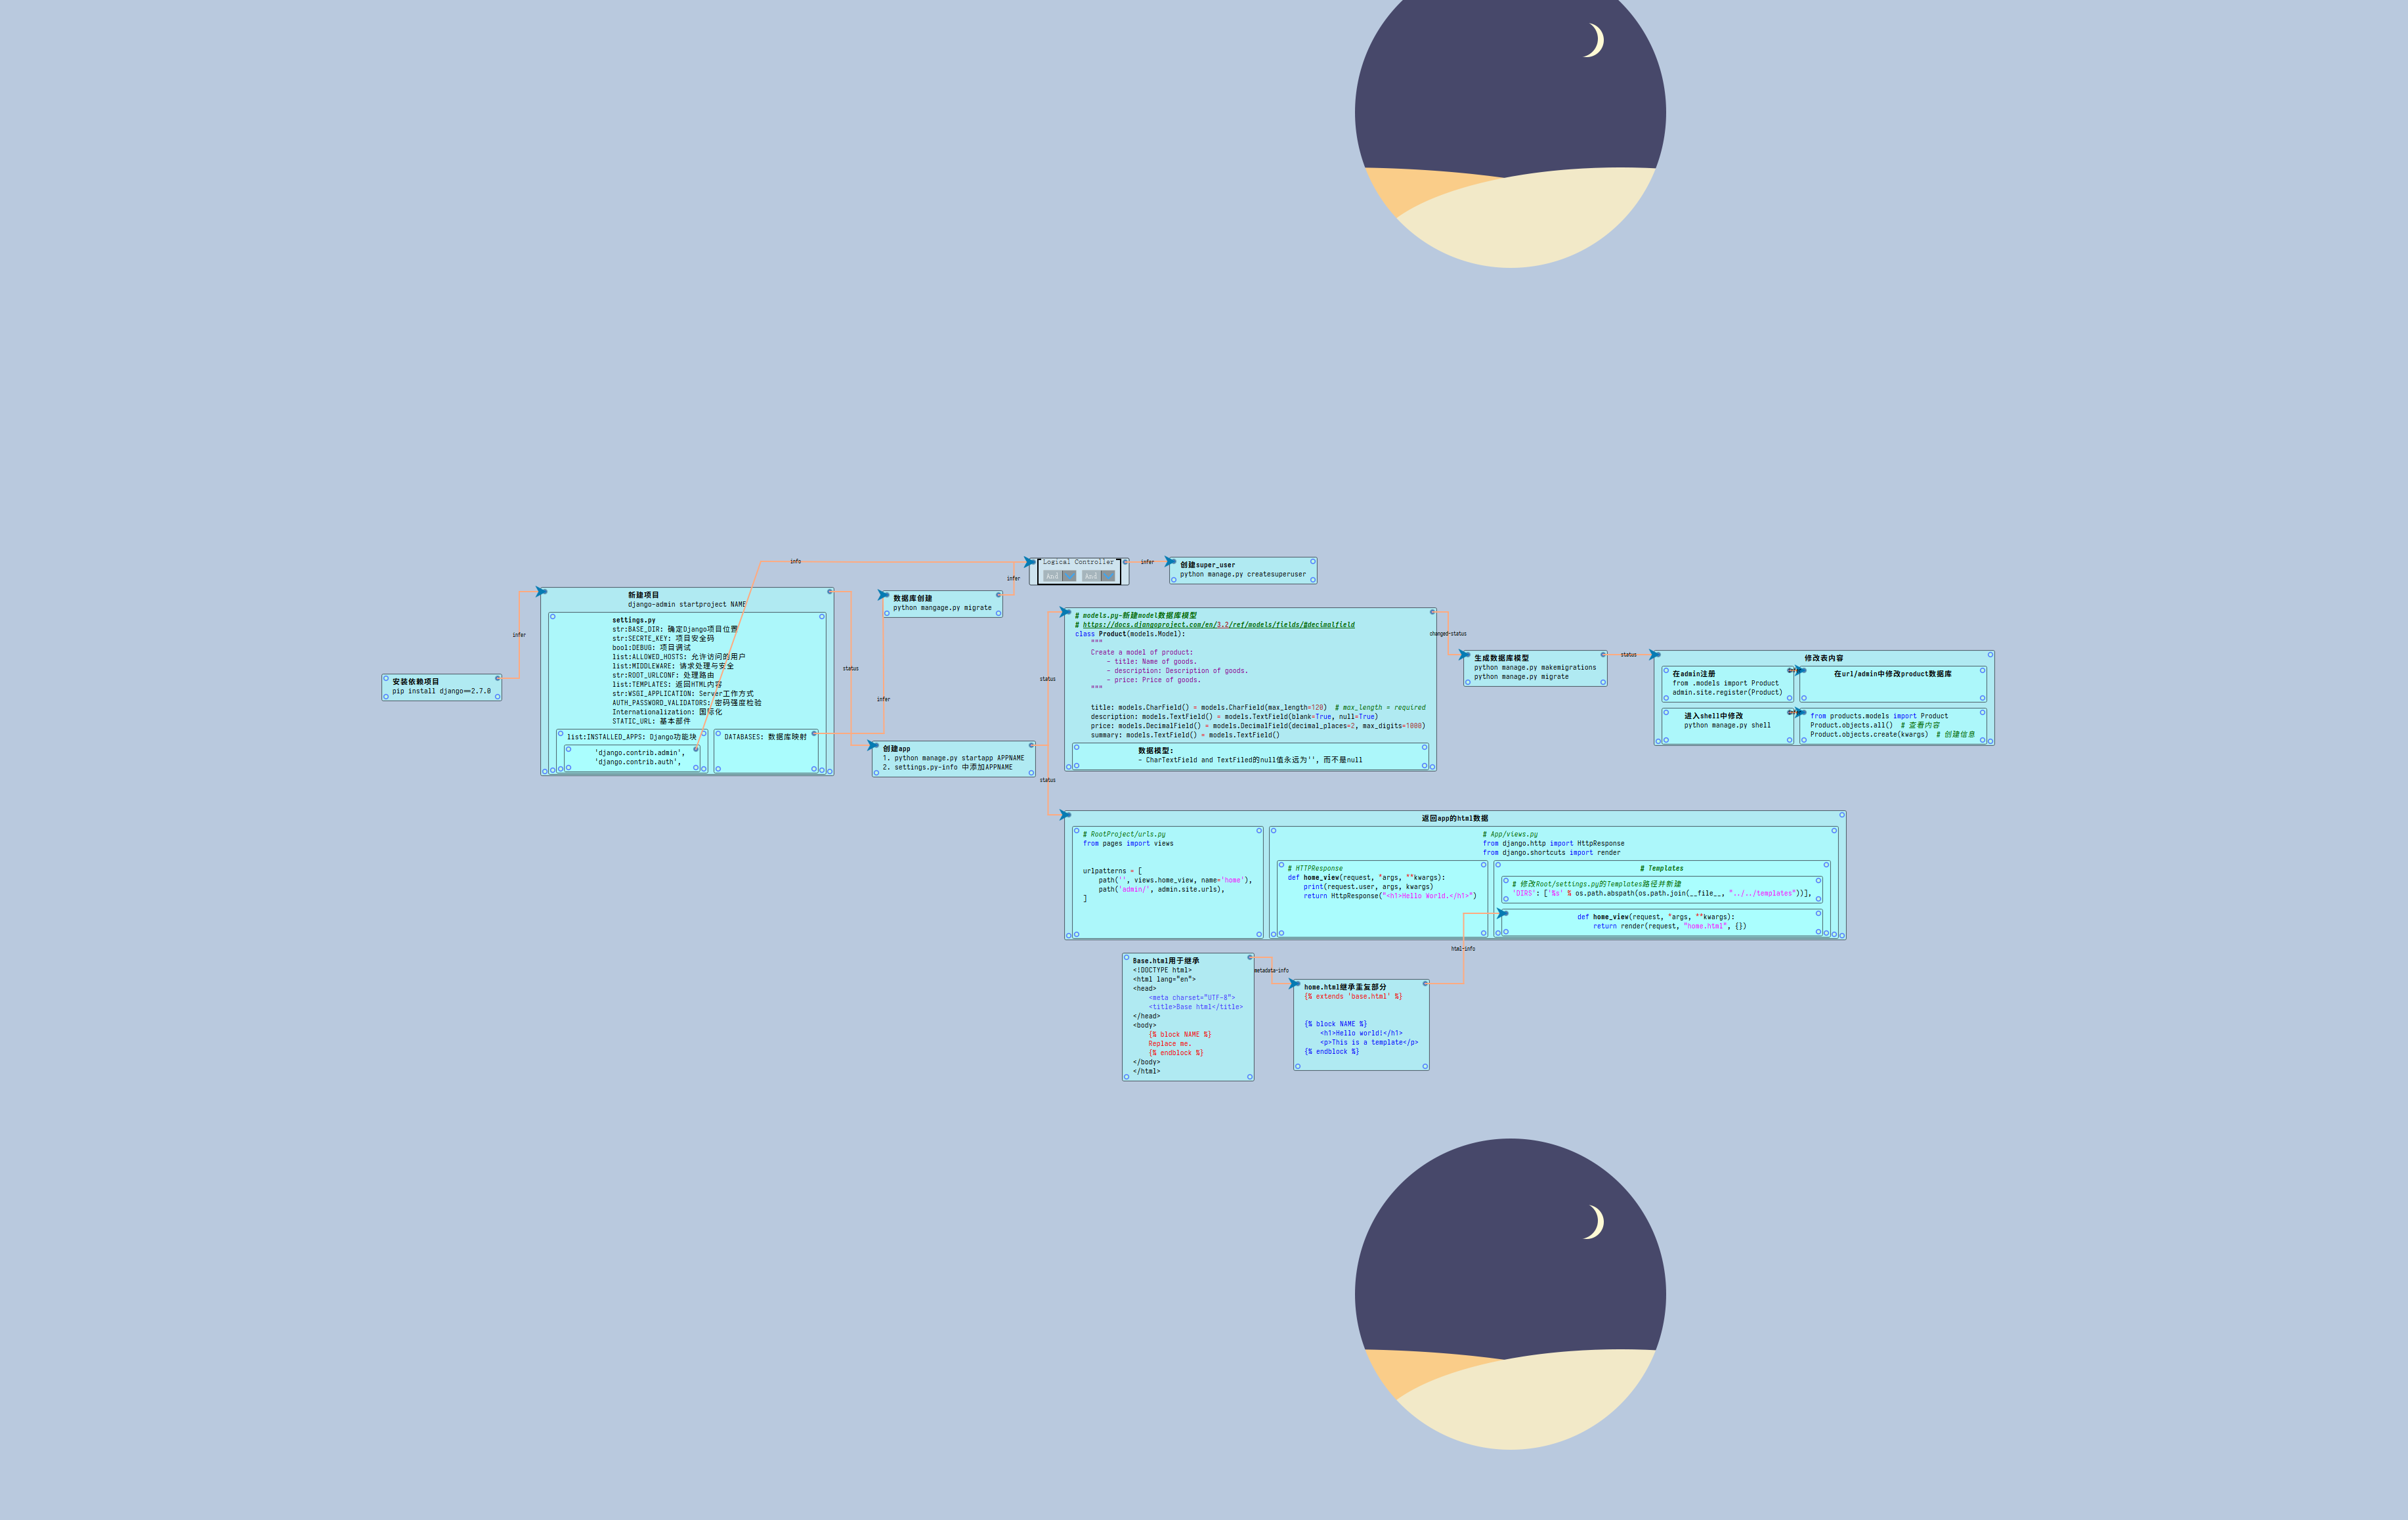 安装依赖项目
pip install django==2.7.0
infer
新建项目
django-admin startproject NAME
settings.py
str:BASE_DIR: 确定Django项目位置
str:SECRTE_KEY: 项目安全码
bool:DEBUG: 项目调试
list:ALLOWED_HOSTS: 允许访问的用户
list:MIDDLEWARE: 请求处理与安全
str:ROOT_URLCONF: 处理路由
list:TEMPLATES: 返回HTML内容
str:WSGI_APPLICATION: Server工作方式
AUTH_PASSWORD_VALIDATORS: 密码强度检验
Internationalization: 国际化
STATIC_URL: 基本部件
list:INSTALLED_APPS: Django功能块
'django.contrib.admin',
'django.contrib.auth',
DATABASES: 数据库映射
info
status
infer
数据库创建
python mangage.py migrate
infer
Logical Controller
And
And
infer
创建super_user
python manage.py createsuperuser
创建app
1. python manage.py startapp APPNAME
2. settings.py-info 中添加APPNAME
status
status
# models.py-新建model数据库模型
# https://docs.djangoproject.com/en/3.2/ref/models/fields/#decimalfield
class Product(models.Model):
"""
Create a model of product:
- title: Name of goods.
- description: Description of goods.
- price: Price of goods.
"""
title: models.CharField() = models.CharField(max_length=120)  # max_length = required
description: models.TextField() = models.TextField(blank=True, null=True)
price: models.DecimalField() = models.DecimalField(decimal_places=2, max_digits=1000)
summary: models.TextField() = models.TextField()
数据模型:
- CharTextField and TextFiled的null值永远为'', 而不是null
changed-status
生成数据库模型
python manage.py makemigrations
python manage.py migrate
status
修改表内容
在admin注册
from .models import Product
admin.site.register(Product)
在url/admin中修改product数据库
进入shell中修改
python manage.py shell
from products.models import Product
Product.objects.all()  # 查看内容
Product.objects.create(kwargs)  # 创建信息
返回app的html数据
# RootProject/urls.py
from pages import views
urlpatterns = [
path('', views.home_view, name='home'),
path('admin/', admin.site.urls),
]
# App/views.py
from django.http import HttpResponse
from django.shortcuts import render
# HTTPResponse
def home_view(request, *args, **kwargs):
print(request.user, args, kwargs)
return HttpResponse("<h1>Hello World.</h1>")
# Templates
# 修改Root/settings.py的Templates路径并新建
'DIRS': ['%s' % os.path.abspath(os.path.join(__file__, "../../templates"))],
def home_view(request, *args, **kwargs):
return render(request, "home.html", {})
html-info
Base.html用于继承
<!DOCTYPE html>
<html lang="en">
<head>
<meta charset="UTF-8">
<title>Base html</title>
</head>
<body>
{% block NAME %}
Replace me.
{% endblock %}
</body>
</html>
metadata-info
home.html继承重复部分
{% extends 'base.html' %}
{% block NAME %}
<h1>Hello world!</h1>
<p>This is a template</p>
{% endblock %}